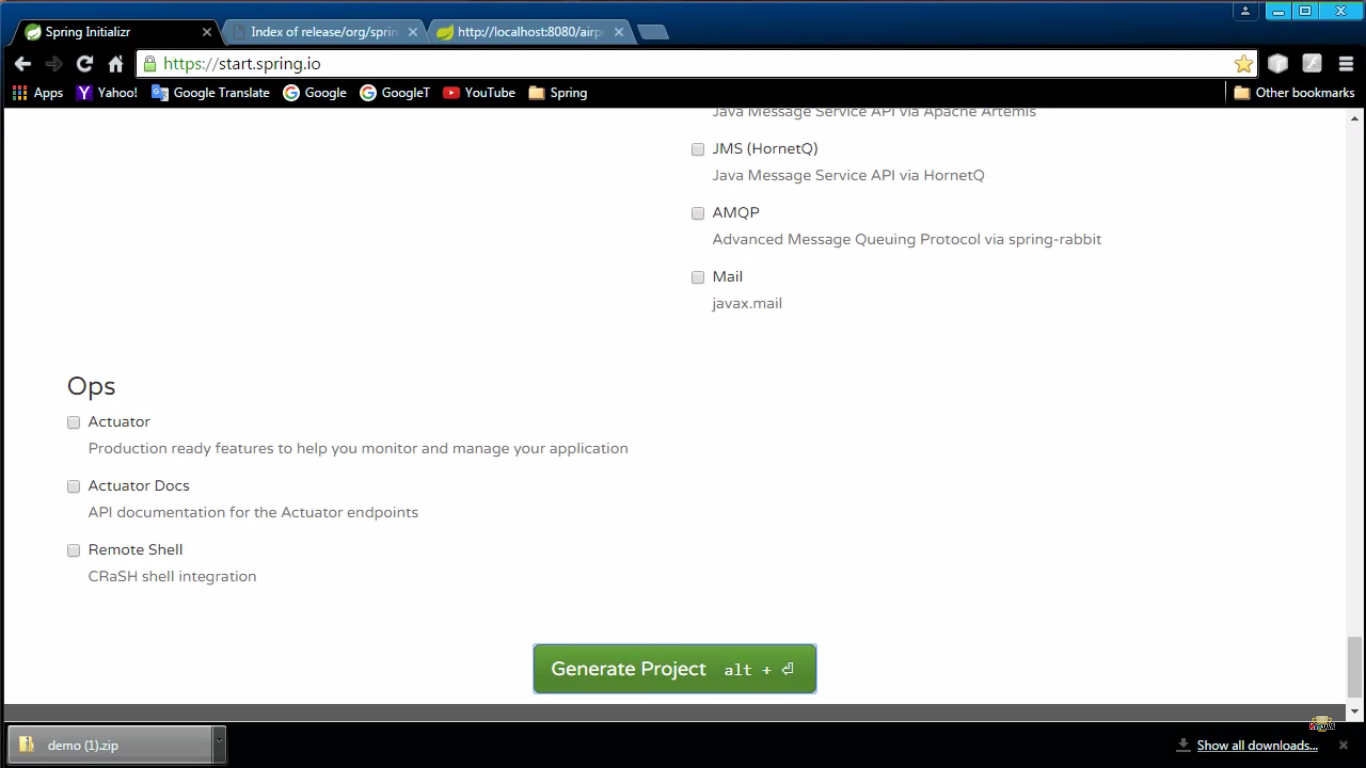 Spring Initializr
Index of release/org/sprin
http://localhost:8080/airp
https://start.spring.io
Apps
Yahoo!
Google Translate
Google
GoogleT
YouTube
Spring
Other bookmarks
Java Message Service API via Apache Artemis
JMS (HornetQ)
Java Message Service API via HornetQ
AMQP
Advanced Message Queuing Protocol via spring-rabbit
Mail
javax.mail
Ops
Actuator
Production ready features to help you monitor and manage your application
Actuator Docs
API documentation for the Actuator endpoints
Remote Shell
CRaSH shell integration
Generate Project alt + ⏎
demo (1).zip
Show all downloads...